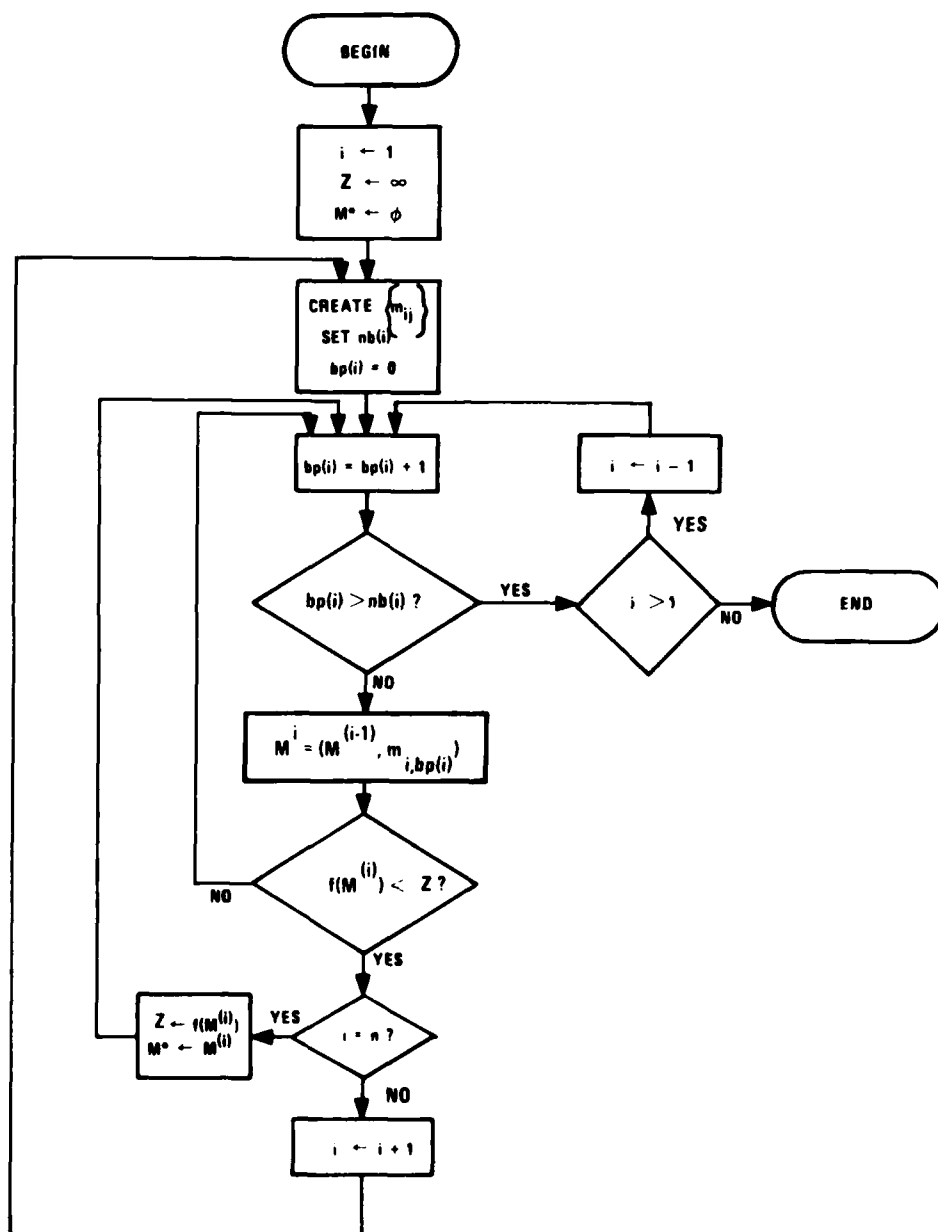 BEGIN
i ← 1
Z ← ∞
M* ← ϕ
CREATE {m_ij}
SET nb(i)
bp(i) = 0
bp(i) = bp(i) + 1
i ← i − 1
YES
bp(i) > nb(i) ?
YES
i > 1
NO
END
NO
M^i = (M^(i-1), m_i,bp(i))
f(M^(i)) < Z ?
NO
YES
Z ← f(M^(i))
M* ← M^(i)
YES
i = n ?
NO
i ← i + 1